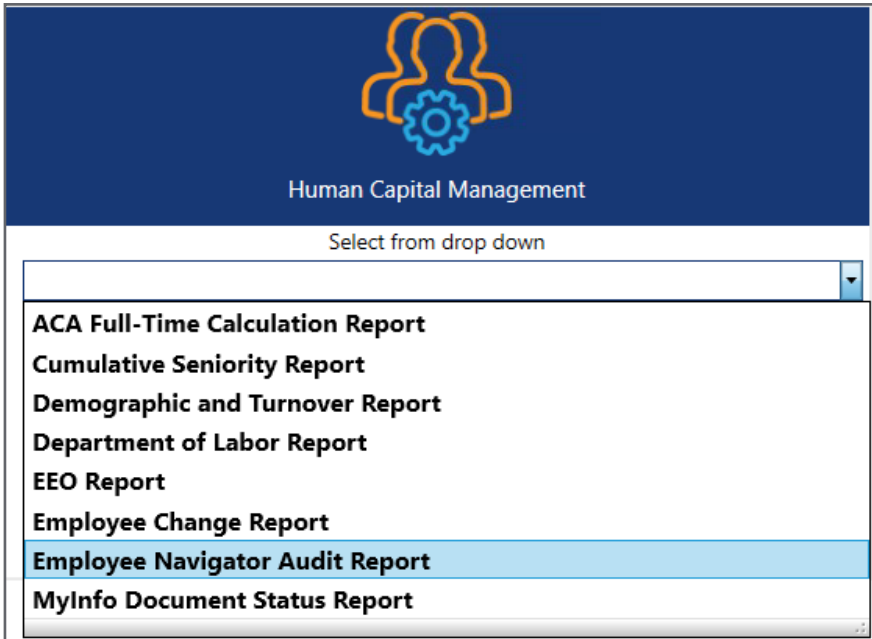 Human Capital Management
Select from drop down
ACA Full-Time Calculation Report
Cumulative Seniority Report
Demographic and Turnover Report
Department of Labor Report
EEO Report
Employee Change Report
Employee Navigator Audit Report
MyInfo Document Status Report